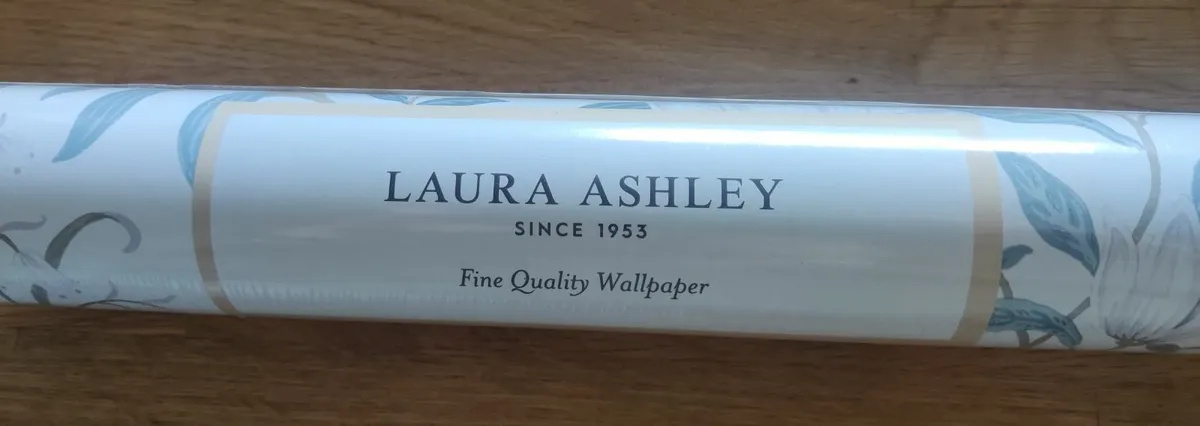 LAURA ASHLEY
SINCE 1953
Fine Quality Wallpaper